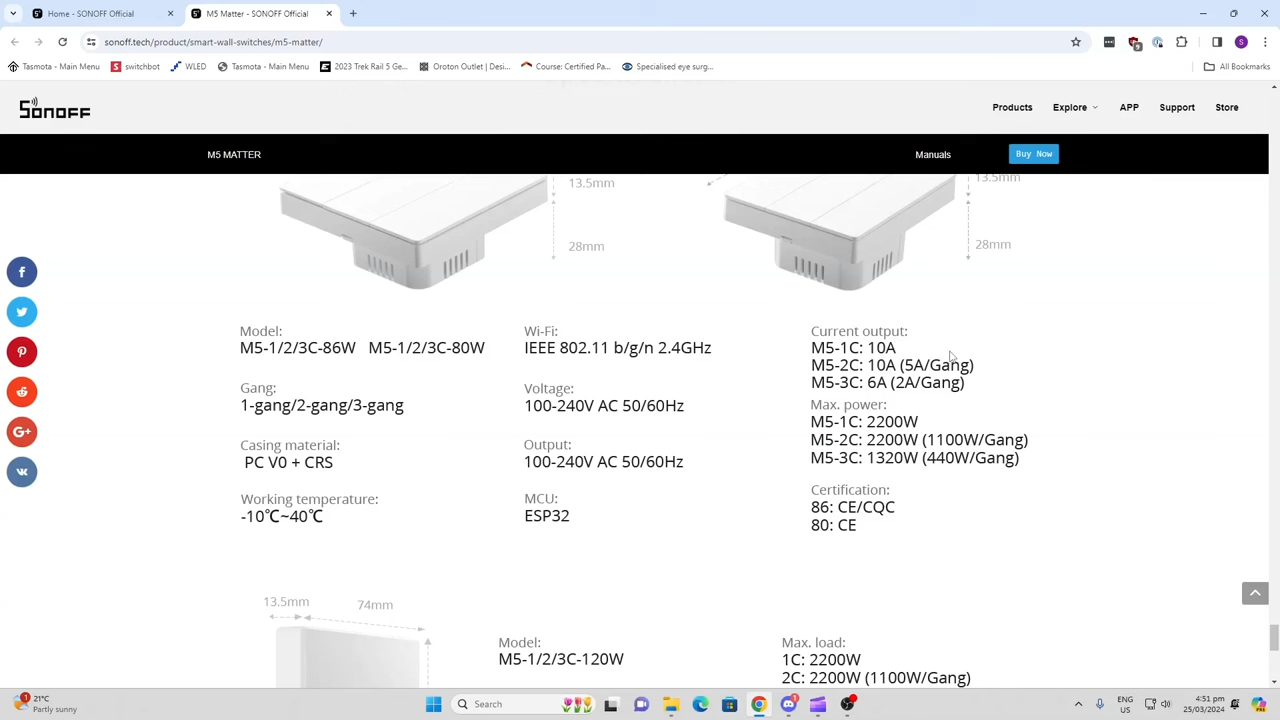 Home - SONOFF Official
M5 Matter - SONOFF Official
sonoff.tech/product/smart-wall-switches/m5-matter/
Tasmota - Main Menu
switchbot
WLED
Tasmota - Main Menu
2023 Trek Rail 5 Ge...
Oroton Outlet | Desi...
Course: Certified Pa...
Specialised eye surg...
All Bookmarks
SONOFF
Products
Explore
APP
Support
Store
M5 MATTER
Manuals
Buy Now
13.5mm
28mm
13.5mm
28mm
Model:
M5-1/2/3C-86W M5-1/2/3C-80W
Gang:
1-gang/2-gang/3-gang
Casing material:
PC V0 + CRS
Working temperature:
-10℃~40℃
Wi-Fi:
IEEE 802.11 b/g/n 2.4GHz
Voltage:
100-240V AC 50/60Hz
Output:
100-240V AC 50/60Hz
MCU:
ESP32
Current output:
M5-1C: 10A
M5-2C: 10A (5A/Gang)
M5-3C: 6A (2A/Gang)
Max. power:
M5-1C: 2200W
M5-2C: 2200W (1100W/Gang)
M5-3C: 1320W (440W/Gang)
Certification:
86: CE/CQC
80: CE
13.5mm
74mm
Model:
M5-1/2/3C-120W
Max. load:
1C: 2200W
2C: 2200W (1100W/Gang)
1
21°C
Partly sunny
Search
ENG
US
4:51 pm
25/03/2024